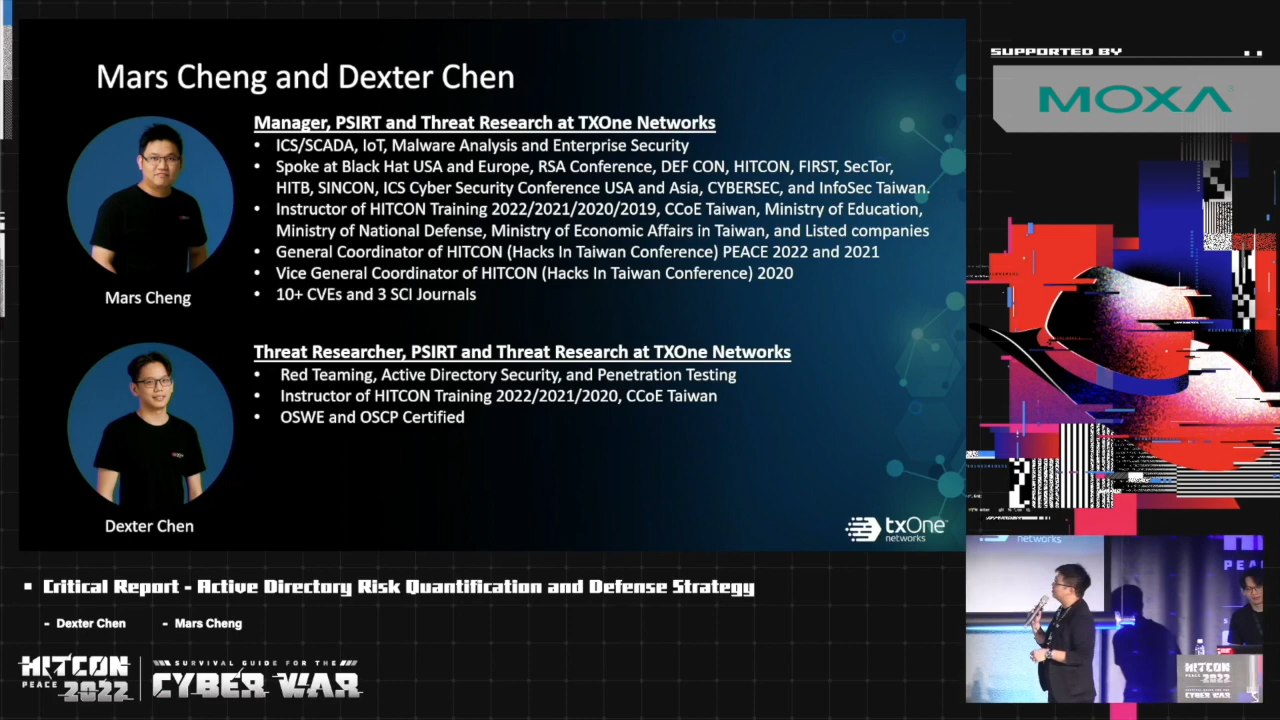 Mars Cheng and Dexter Chen
Manager, PSIRT and Threat Research at TXOne Networks
• ICS/SCADA, IoT, Malware Analysis and Enterprise Security
• Spoke at Black Hat USA and Europe, RSA Conference, DEF CON, HITCON, FIRST, SecTor,
HITB, SINCON, ICS Cyber Security Conference USA and Asia, CYBERSEC, and InfoSec Taiwan.
• Instructor of HITCON Training 2022/2021/2020/2019, CCoE Taiwan, Ministry of Education,
Ministry of National Defense, Ministry of Economic Affairs in Taiwan, and Listed companies
• General Coordinator of HITCON (Hacks In Taiwan Conference) PEACE 2022 and 2021
• Vice General Coordinator of HITCON (Hacks In Taiwan Conference) 2020
• 10+ CVEs and 3 SCI Journals
Mars Cheng
Threat Researcher, PSIRT and Threat Research at TXOne Networks
• Red Teaming, Active Directory Security, and Penetration Testing
• Instructor of HITCON Training 2022/2021/2020, CCoE Taiwan
• OSWE and OSCP Certified
Dexter Chen
txOne
networks
SUPPORTED BY
MOXA®
Critical Report - Active Directory Risk Quantification and Defense Strategy
- Dexter Chen - Mars Cheng
HITCON
PEACE 2022
SURVIVAL GUIDE FOR THE
CYBER WAR
networks
HIT
PEA
HITCON
PEACE 2022
CYBER WAR